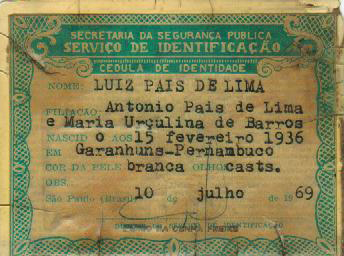 SECRETARIA DA SEGURANÇA PUBLICA
SERVIÇO DE IDENTIFICAÇÃO
CEDULA DE IDENTIDADE
NOME: LUIZ PAIS DE LIMA
FILIAÇÃO: Antonio Pais de Lima
e Maria Urçulina de Barros
NASCID o AOS 15 fevereiro 1936
EM Garanhuns-Pernambuco
COR DA PELE branca OLHOS casts.
OBS.
São Paulo (Brasil) 10 de julho de 1969
DE IDENTIFICAÇÃO